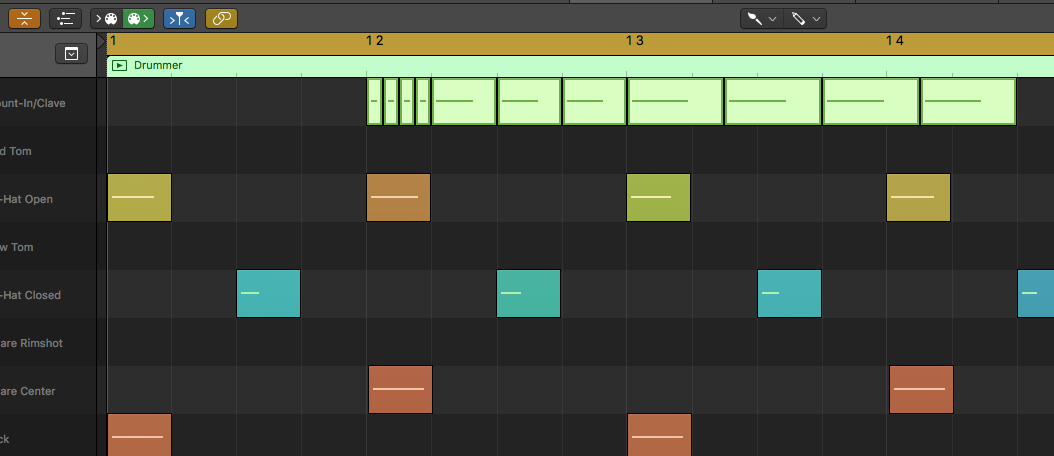 1
1 2
1 3
1 4
Drummer
ount-In/Clave
d Tom
-Hat Open
w Tom
-Hat Closed
are Rimshot
are Center
ck